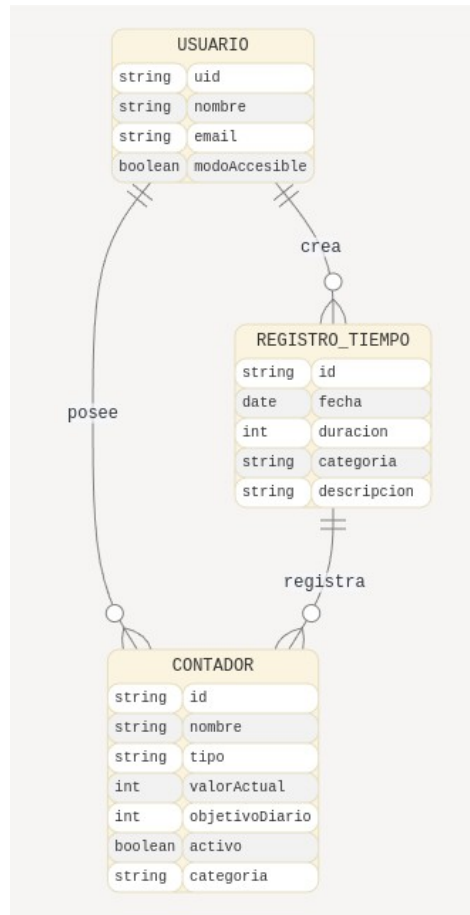 USUARIO
string uid
string nombre
string email
boolean modoAccesible
crea
REGISTRO_TIEMPO
string id
date fecha
int duracion
string categoria
string descripcion
posee
registra
CONTADOR
string id
string nombre
string tipo
int valorActual
int objetivoDiario
boolean activo
string categoria